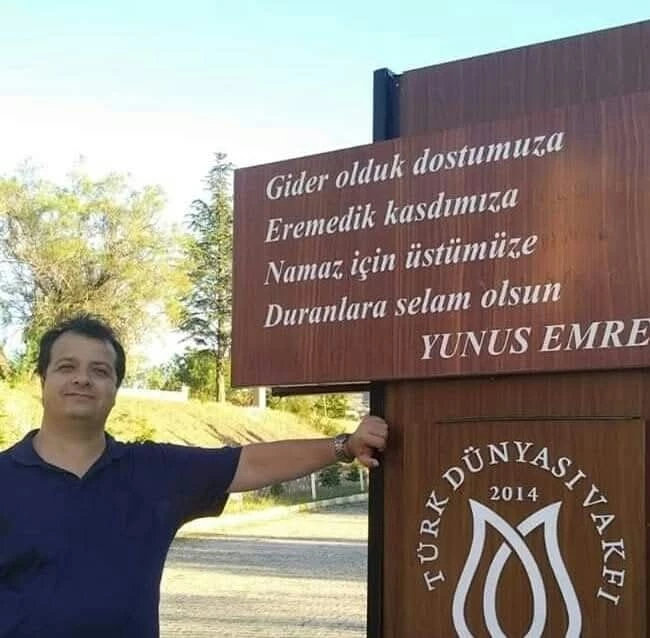 Gider olduk dostumuza
Eremedik kasdımıza
Namaz için üstümüze
Duranlara selam olsun
YUNUS EMRE
TÜRK DÜNYASI VAKFI
2014